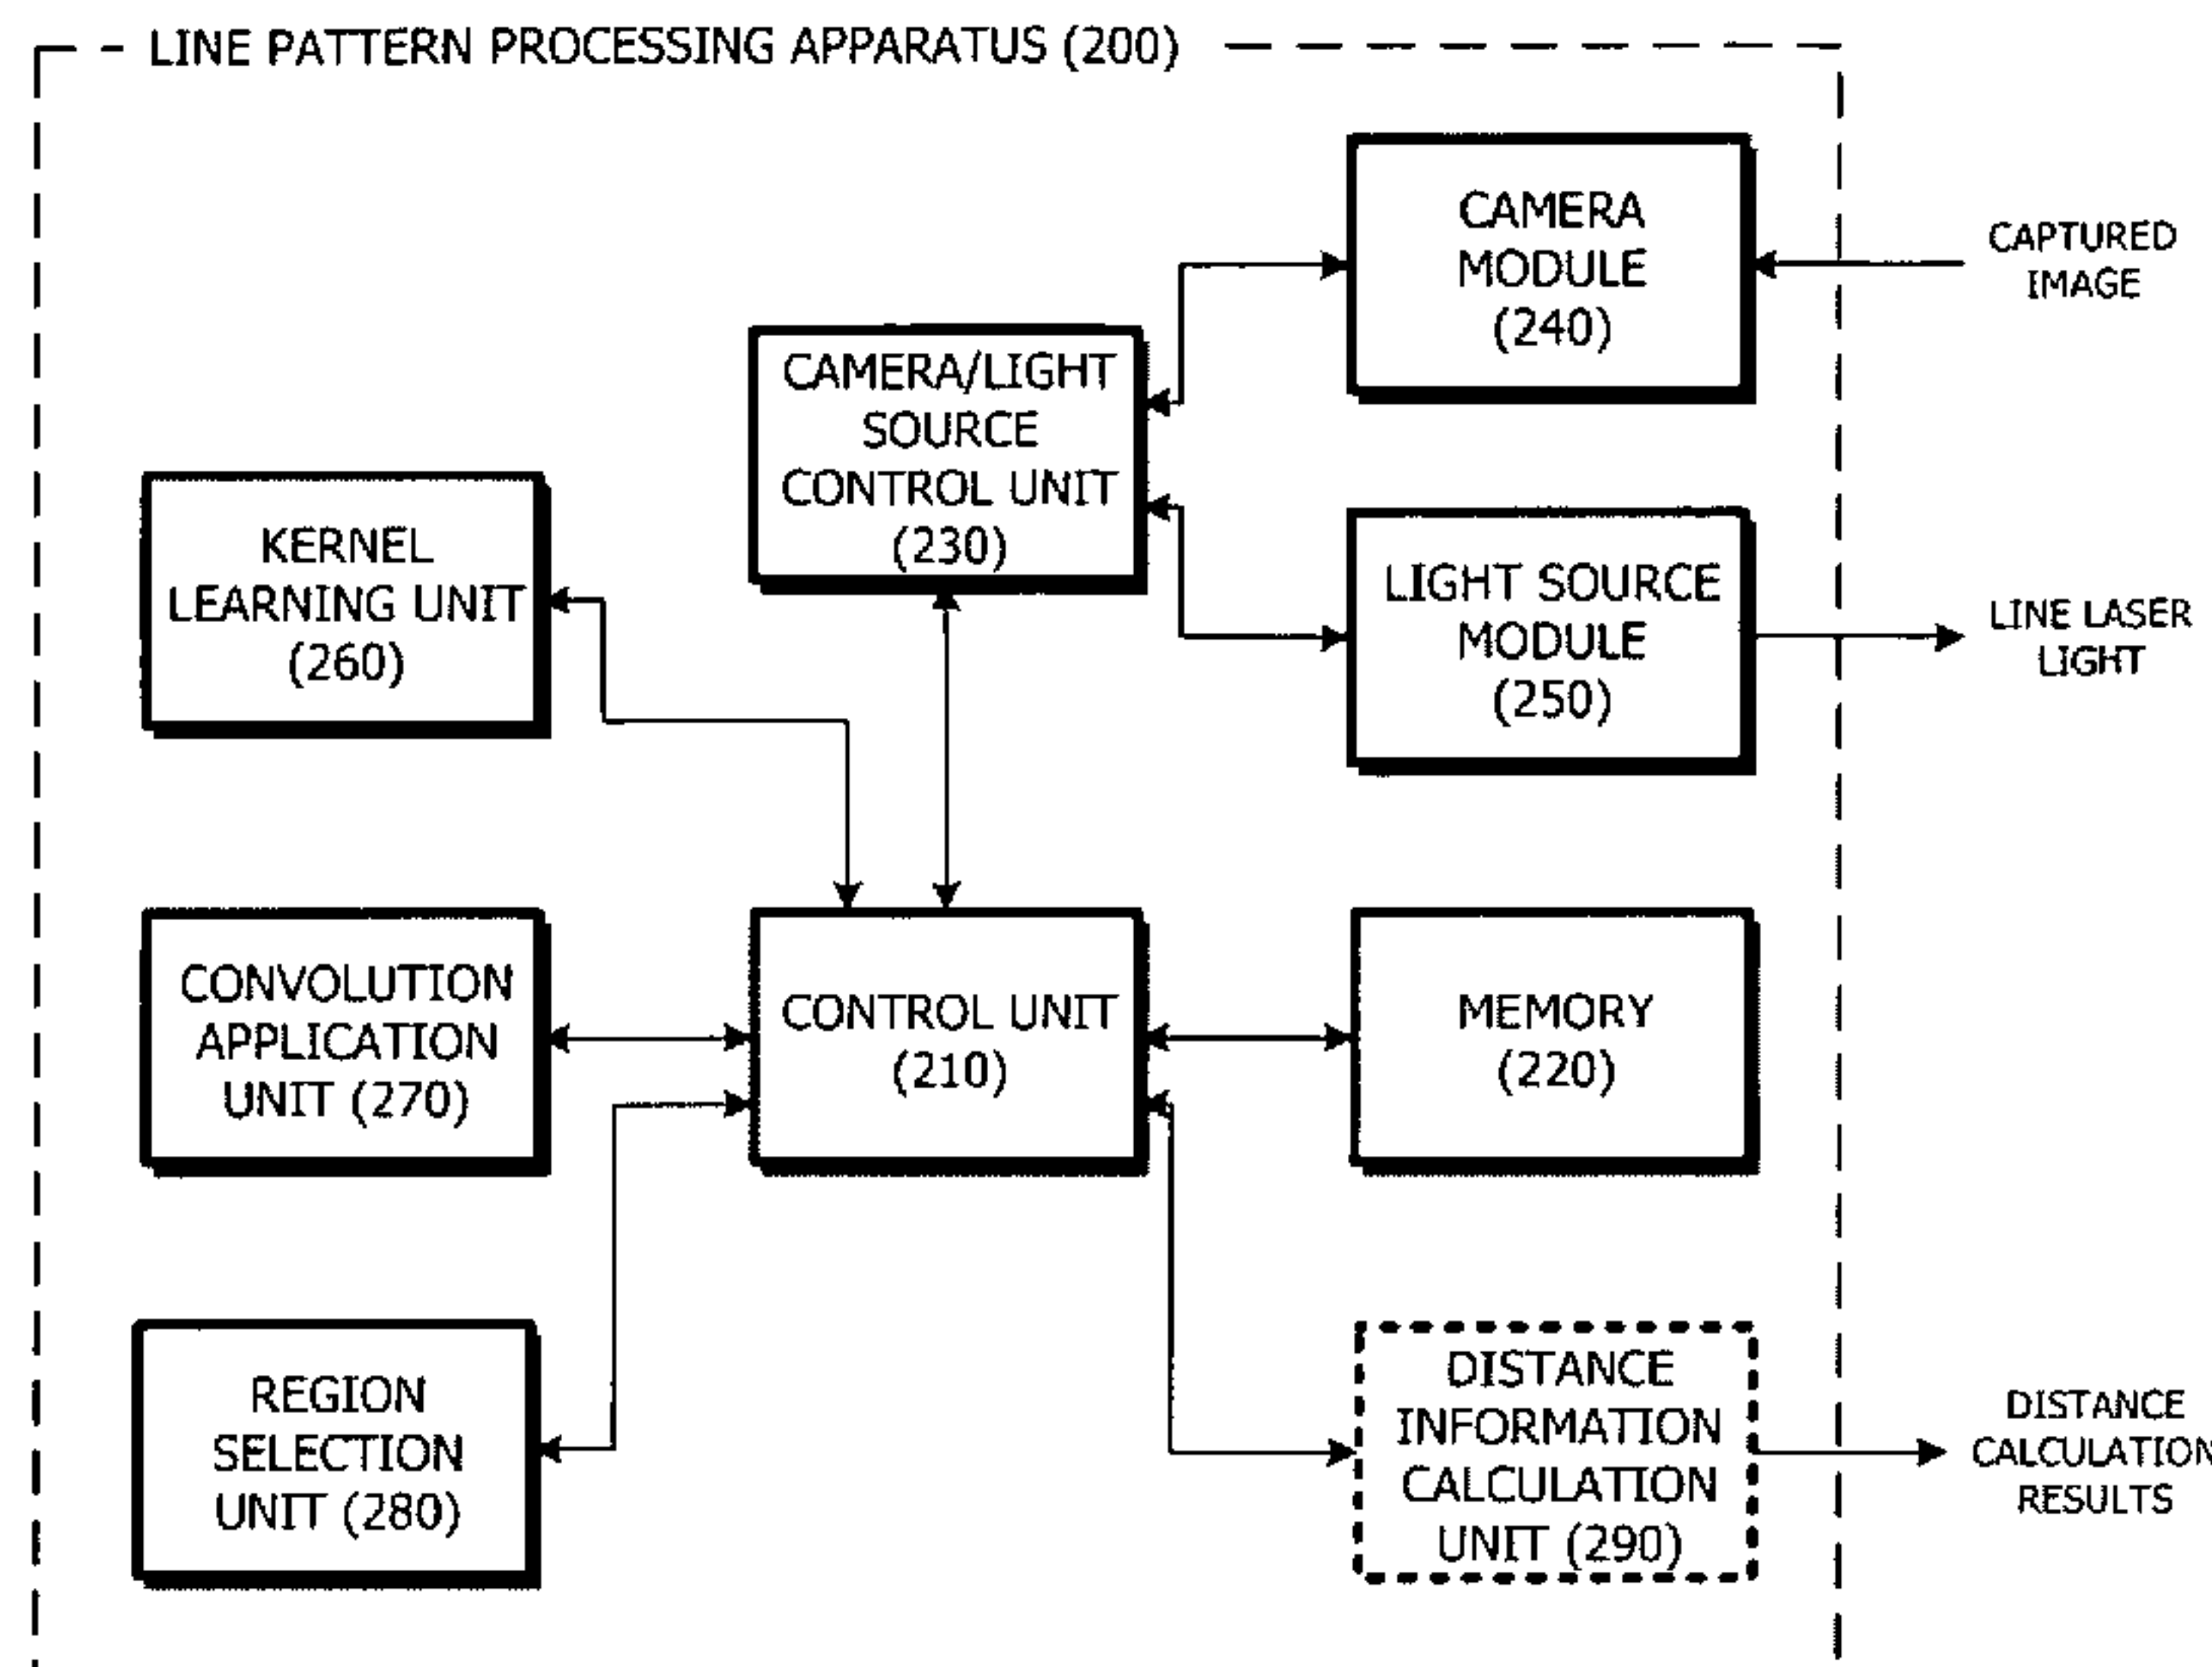 LINE PATTERN PROCESSING APPARATUS (200)
CAMERA
MODULE
(240)
CAPTURED
IMAGE
CAMERA/LIGHT
SOURCE
CONTROL UNIT
(230)
KERNEL
LEARNING UNIT
(260)
LIGHT SOURCE
MODULE
(250)
LINE LASER
LIGHT
CONVOLUTION
APPLICATION
UNIT (270)
CONTROL UNIT
(210)
MEMORY
(220)
REGION
SELECTION
UNIT (280)
DISTANCE
INFORMATION
CALCULATION
UNIT (290)
DISTANCE
CALCULATION
RESULTS